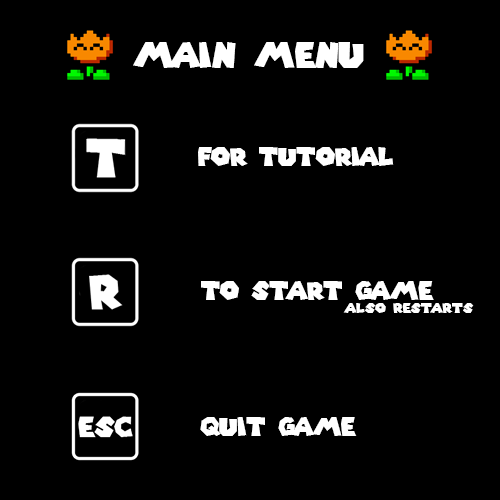 MAIN MENU
T FOR TUTORIAL
R TO START GAME
ALSO RESTARTS
ESC QUIT GAME